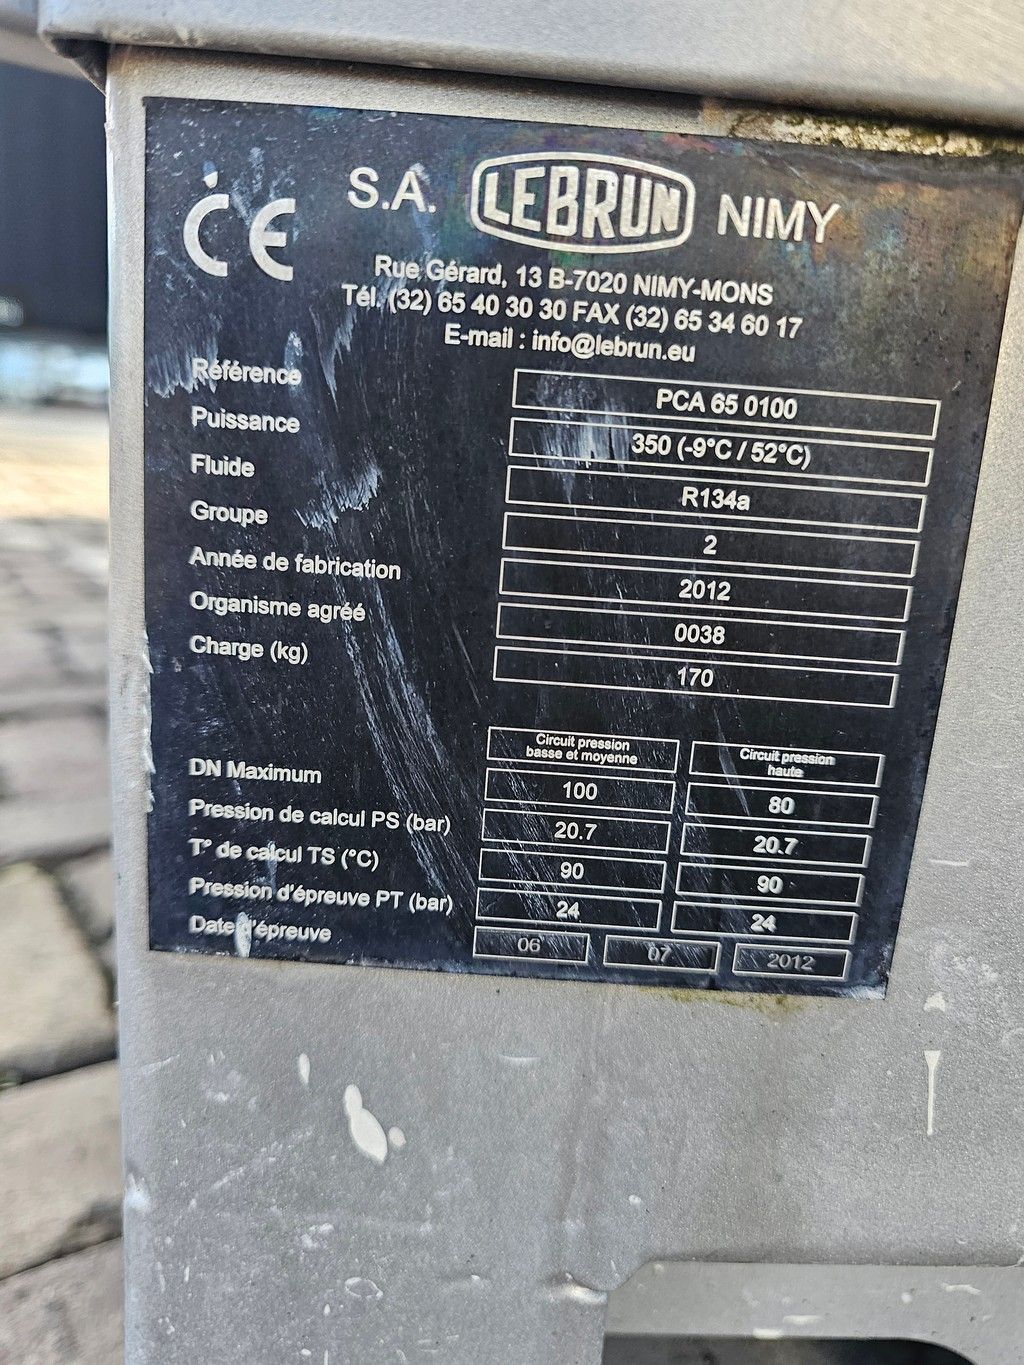 CE S.A. LEBRUN NIMY
Rue Gérard, 13 B-7020 NIMY-MONS
Tél. (32) 65 40 30 30 FAX (32) 65 34 60 17
E-mail : info@lebrun.eu
Référence PCA 65 0100
Puissance 350 (-9°C / 52°C)
Fluide R134a
Groupe 2
Année de fabrication 2012
Organisme agréé 0038
Charge (kg) 170
Circuit pression basse et moyenne Circuit pression haute
DN Maximum 100 80
Pression de calcul PS (bar) 20.7 20.7
T° de calcul TS (°C) 90 90
Pression d'épreuve PT (bar) 24 24
Date d'épreuve 06 07 2012